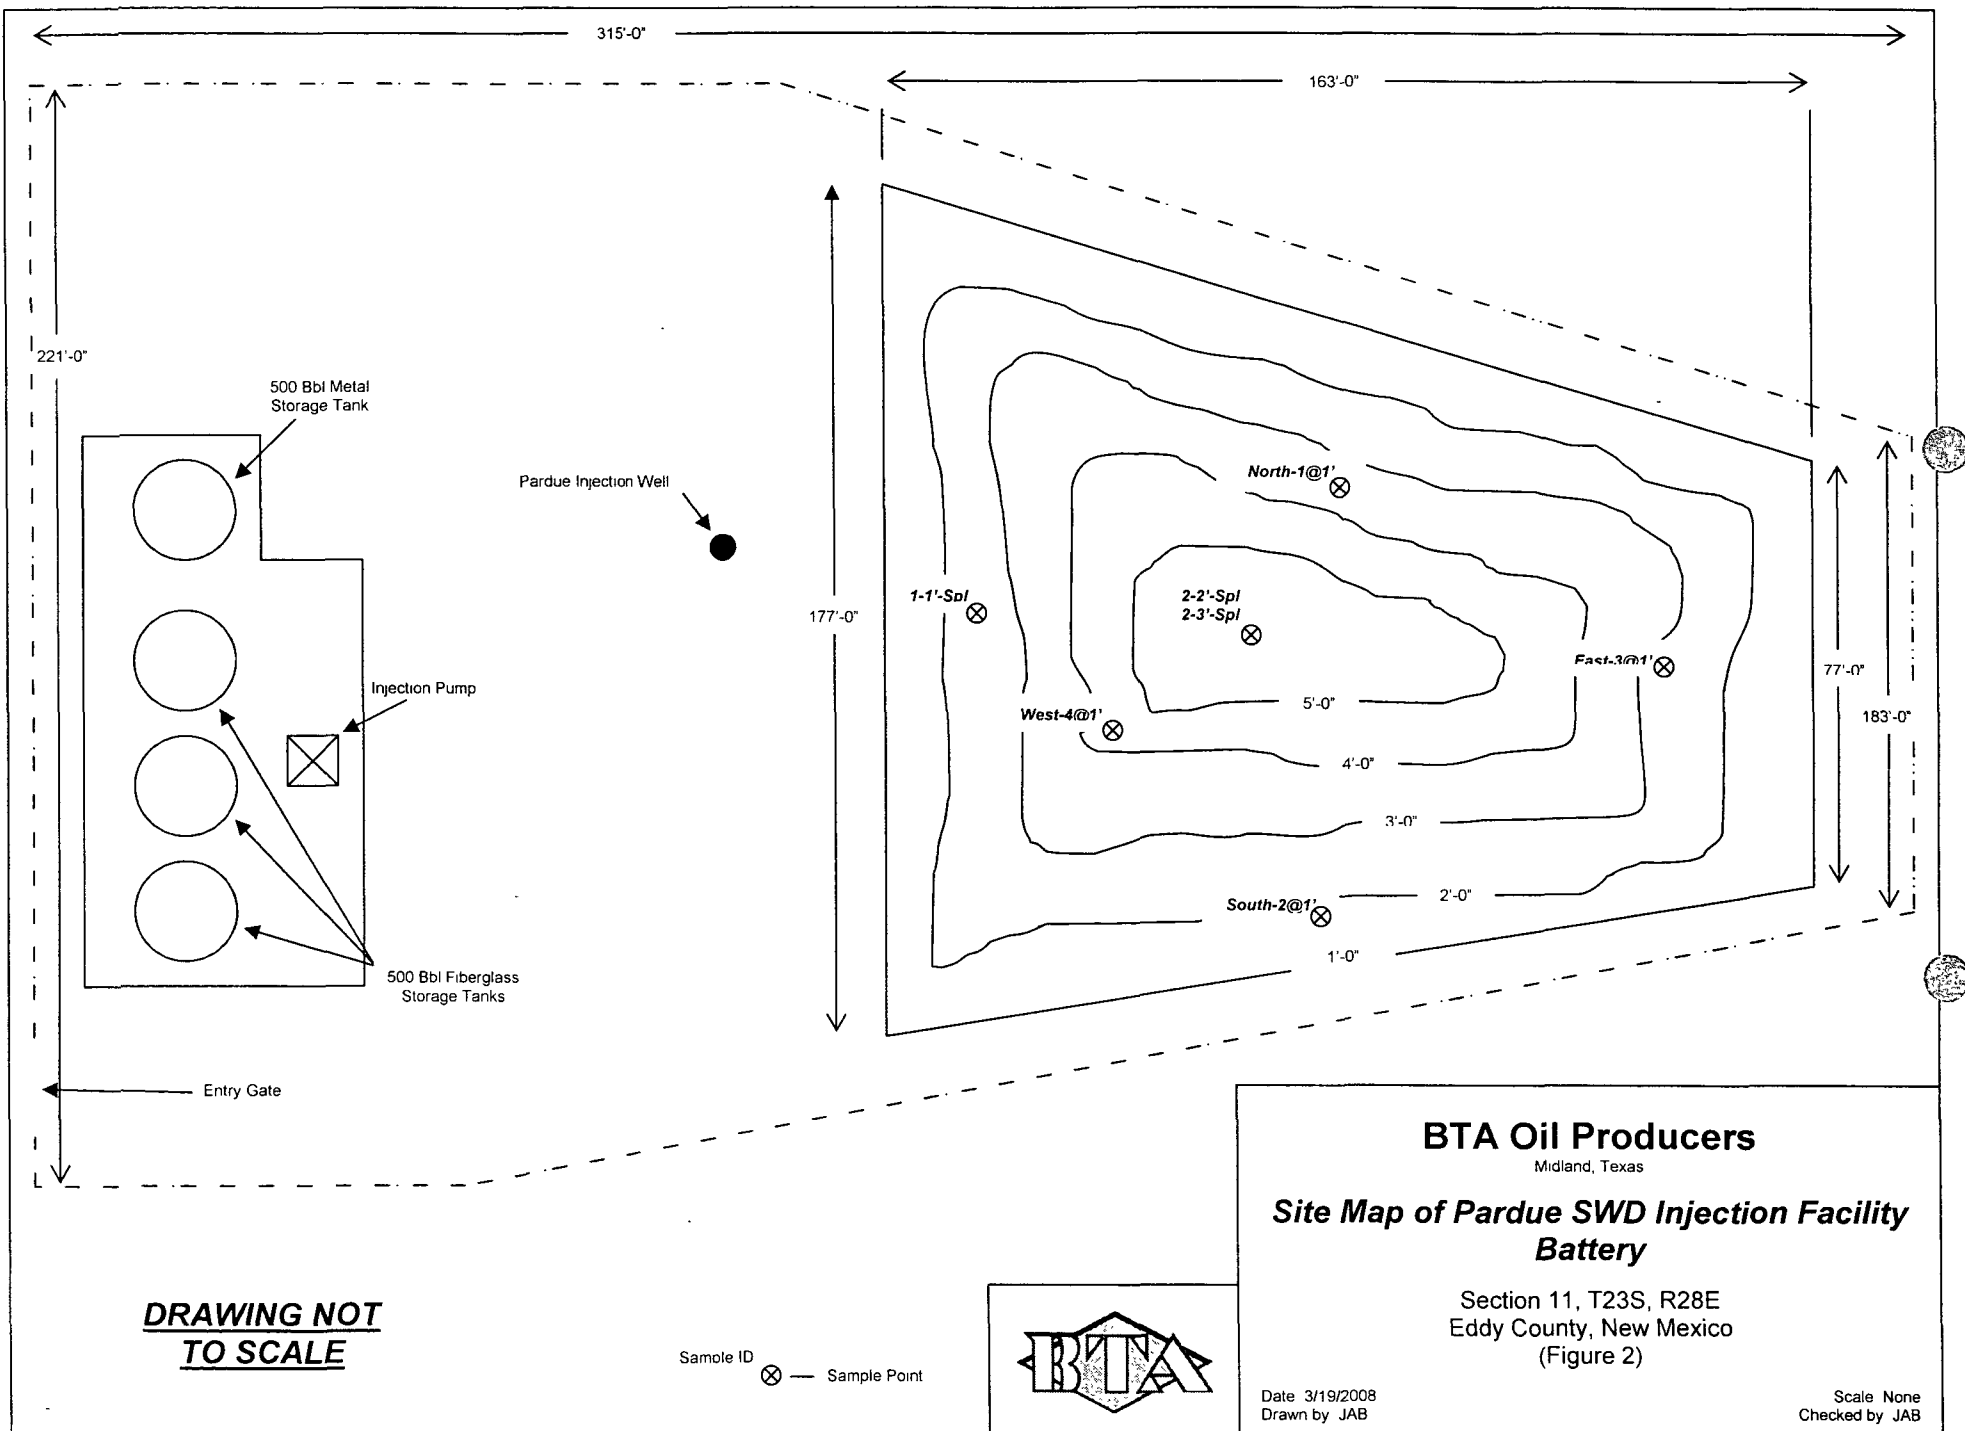 315'-0"
163'-0"
221'-0"
500 Bbl Metal
Storage Tank
Pardue Injection Well
North-1@1'
1-1'-Spl
2-2'-Spl
2-3'-Spl
177'-0"
East-3@1'
77'-0"
Injection Pump
5'-0"
West-4@1'
183'-0"
4'-0"
3'-0"
2'-0"
South-2@1'
1'-0"
500 Bbl Fiberglass
Storage Tanks
Entry Gate
BTA Oil Producers
Midland, Texas
Site Map of Pardue SWD Injection Facility
Battery
Section 11, T23S, R28E
Eddy County, New Mexico
(Figure 2)
DRAWING NOT
TO SCALE
Sample ID
Sample Point
BTA
Date 3/19/2008
Scale None
Drawn by JAB
Checked by JAB